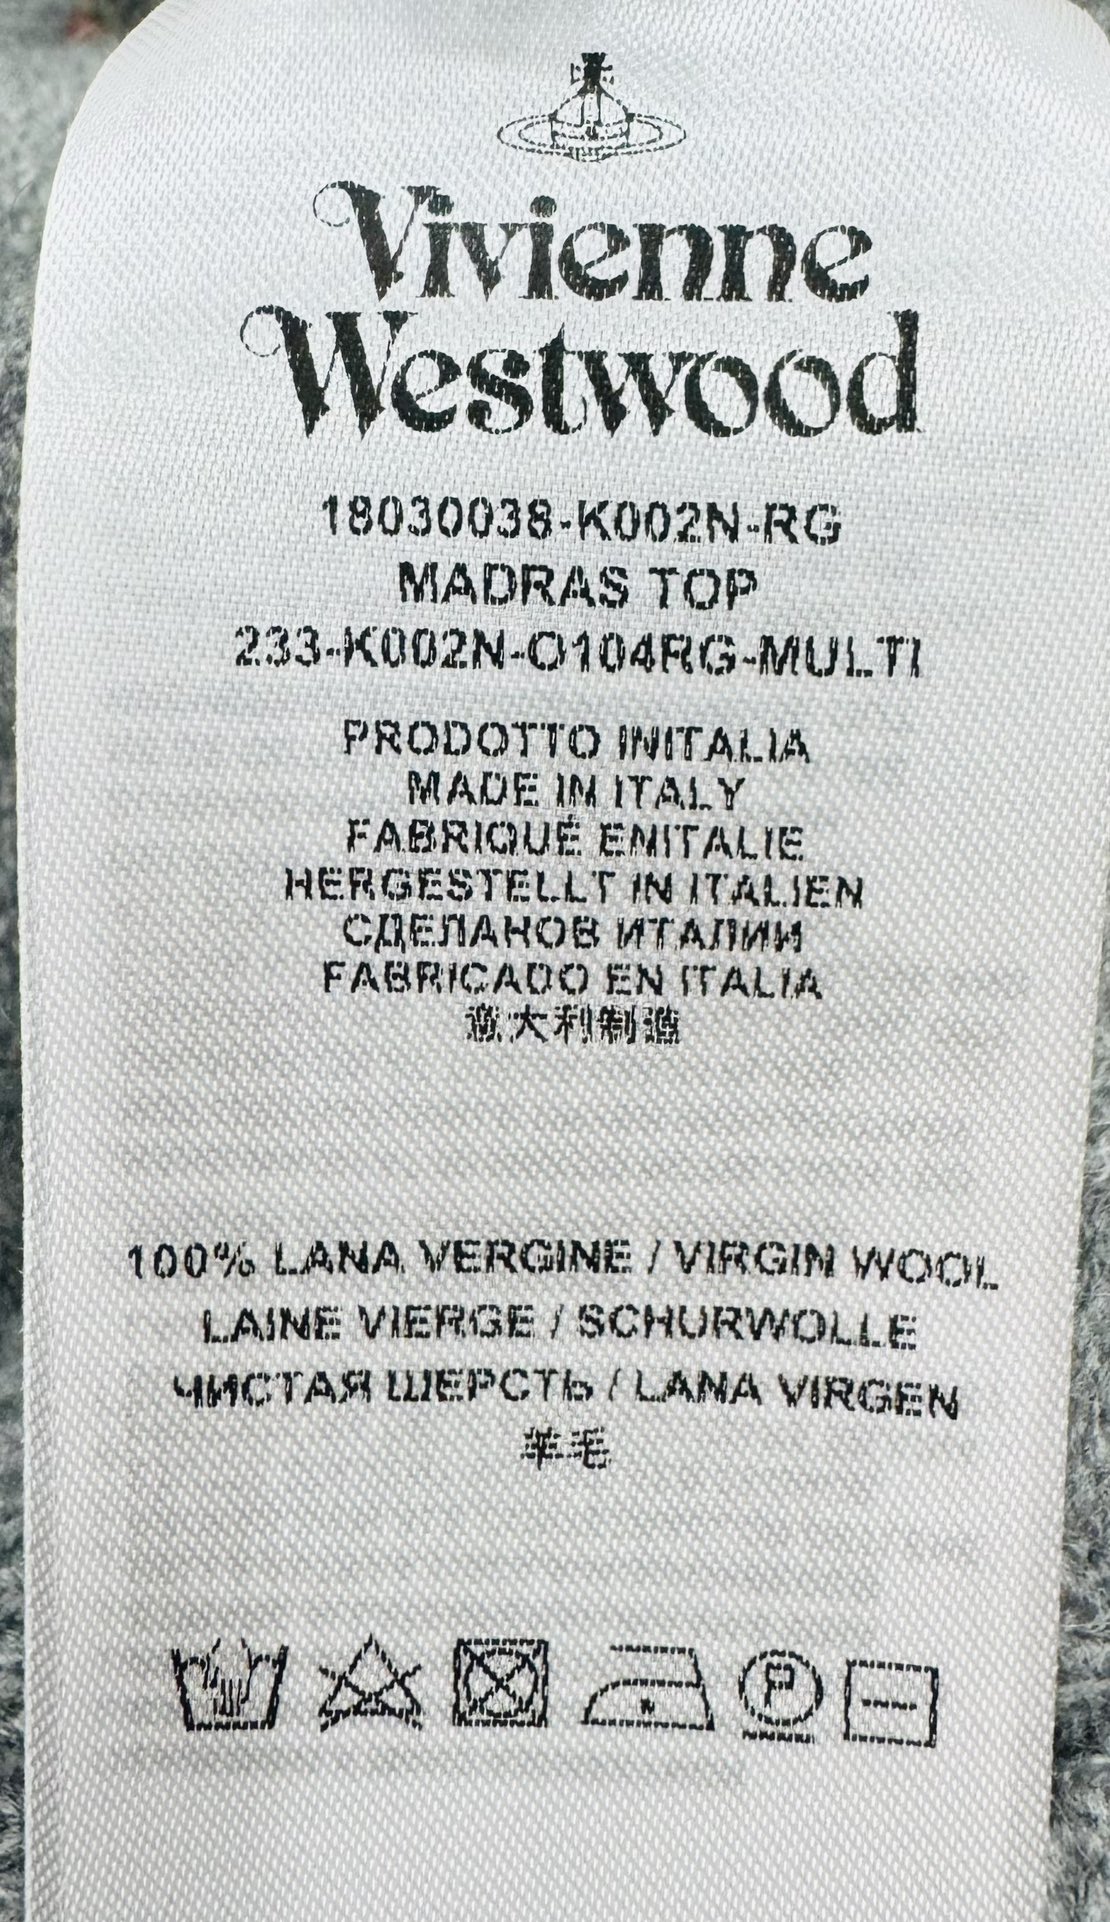 Vivienne
Westwood
18030038-K002N-RG
MADRAS TOP
233-K002N-O104RG-MULTI
PRODOTTO INITALIA
MADE IN ITALY
FABRIQUÉ ENITALIE
HERGESTELLT IN ITALIEN
СДЕЛАНОВ ИТАЛИИ
FABRICADO EN ITALIA
意大利制造
100% LANA VERGINE / VIRGIN WOOL
LAINE VIERGE / SCHURWOLLE
ЧИСТАЯ ШЕРСТЬ / LANA VIRGEN
羊毛
P